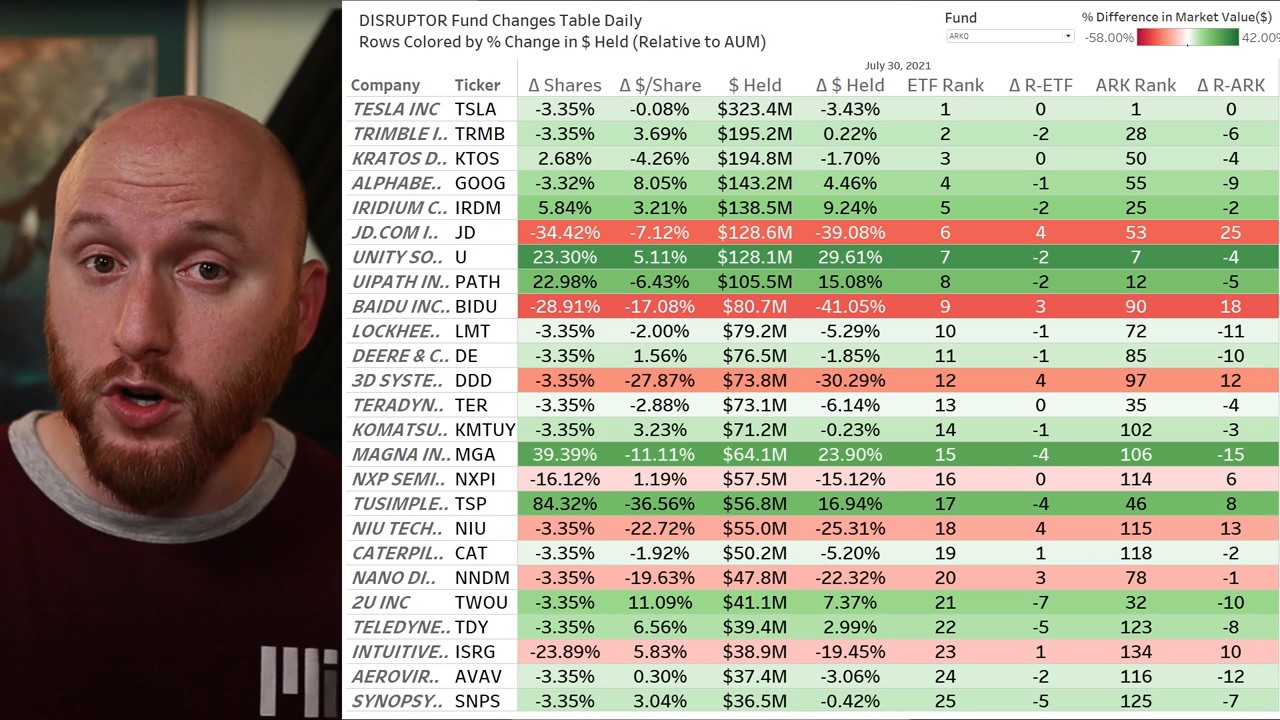 DISRUPTOR Fund Changes Table Daily
Rows Colored by % Change in $ Held (Relative to AUM)
Fund
ARKQ
% Difference in Market Value($)
-58.00% 42.00%
July 30, 2021
Company Ticker Δ Shares Δ $/Share $ Held Δ $ Held ETF Rank Δ R-ETF ARK Rank Δ R-ARK
TESLA INC TSLA -3.35% -0.08% $323.4M -3.43% 1 0 1 0
TRIMBLE I.. TRMB -3.35% 3.69% $195.2M 0.22% 2 -2 28 -6
KRATOS D.. KTOS 2.68% -4.26% $194.8M -1.70% 3 0 50 -4
ALPHABE.. GOOG -3.32% 8.05% $143.2M 4.46% 4 -1 55 -9
IRIDIUM C.. IRDM 5.84% 3.21% $138.5M 9.24% 5 -2 25 -2
JD.COM I.. JD -34.42% -7.12% $128.6M -39.08% 6 4 53 25
UNITY SO.. U 23.30% 5.11% $128.1M 29.61% 7 -2 7 -4
UIPATH IN.. PATH 22.98% -6.43% $105.5M 15.08% 8 -2 12 -5
BAIDU INC.. BIDU -28.91% -17.08% $80.7M -41.05% 9 3 90 18
LOCKHEE.. LMT -3.35% -2.00% $79.2M -5.29% 10 -1 72 -11
DEERE & C.. DE -3.35% 1.56% $76.5M -1.85% 11 -1 85 -10
3D SYSTE.. DDD -3.35% -27.87% $73.8M -30.29% 12 4 97 12
TERADYN.. TER -3.35% -2.88% $73.1M -6.14% 13 0 35 -4
KOMATSU.. KMTUY -3.35% 3.23% $71.2M -0.23% 14 -1 102 -3
MAGNA IN.. MGA 39.39% -11.11% $64.1M 23.90% 15 -4 106 -15
NXP SEMI.. NXPI -16.12% 1.19% $57.5M -15.12% 16 0 114 6
TUSIMPLE.. TSP 84.32% -36.56% $56.8M 16.94% 17 -4 46 8
NIU TECH.. NIU -3.35% -22.72% $55.0M -25.31% 18 4 115 13
CATERPIL.. CAT -3.35% -1.92% $50.2M -5.20% 19 1 118 -2
NANO DI.. NNDM -3.35% -19.63% $47.8M -22.32% 20 3 78 -1
2U INC TWOU -3.35% 11.09% $41.1M 7.37% 21 -7 32 -10
TELEDYNE.. TDY -3.35% 6.56% $39.4M 2.99% 22 -5 123 -8
INTUITIVE.. ISRG -23.89% 5.83% $38.9M -19.45% 23 1 134 10
AEROVIR.. AVAV -3.35% 0.30% $37.4M -3.06% 24 -2 116 -12
SYNOPSY.. SNPS -3.35% 3.04% $36.5M -0.42% 25 -5 125 -7